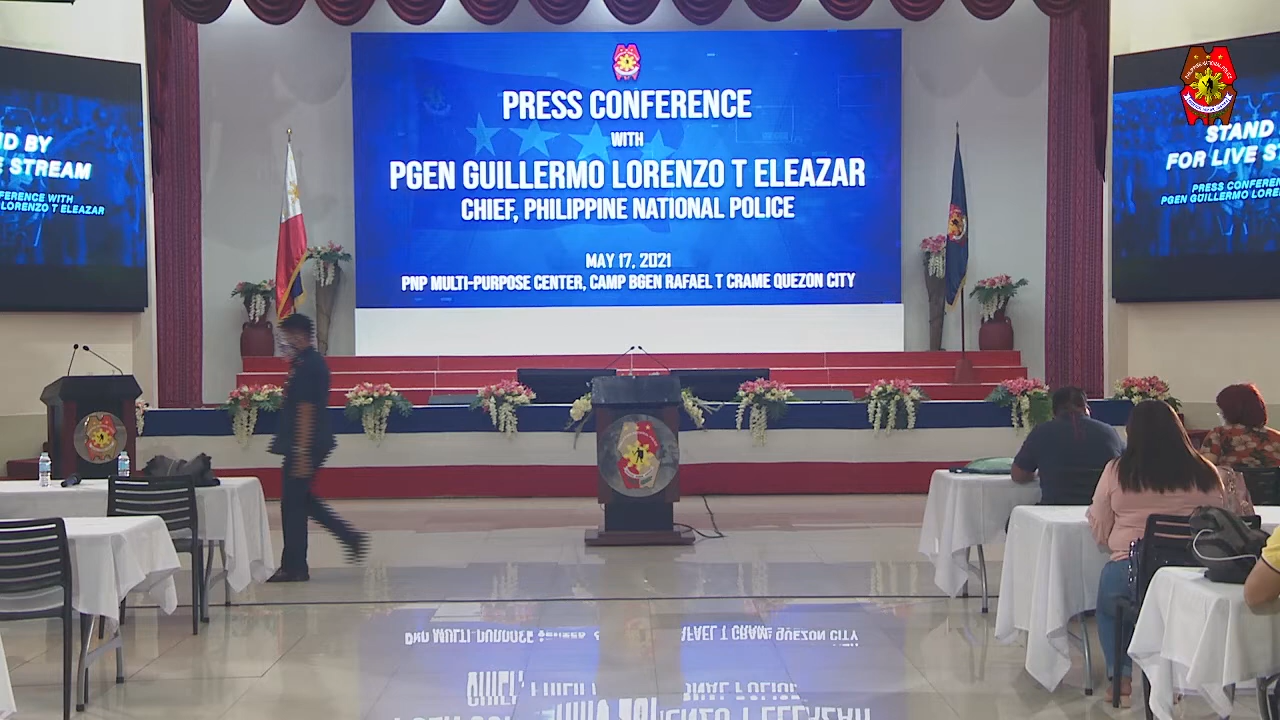 PRESS CONFERENCE
WITH
PGEN GUILLERMO LORENZO T ELEAZAR
CHIEF, PHILIPPINE NATIONAL POLICE
MAY 17, 2021
PNP MULTI-PURPOSE CENTER, CAMP BGEN RAFAEL T CRAME QUEZON CITY
ND BY
E STREAM
FERENCE WITH
LORENZO T ELEAZAR
STAND
FOR LIVE ST
PRESS CONFEREN
PGEN GUILLERMO LOREN